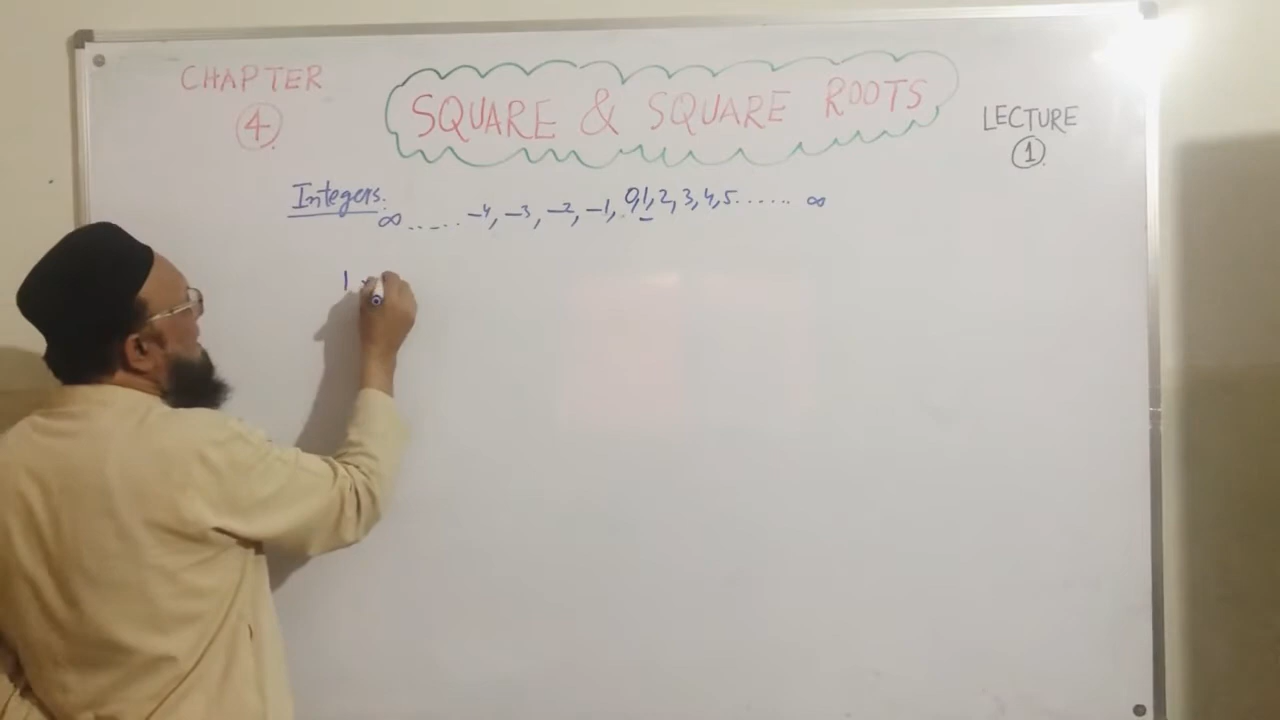 CHAPTER
4
SQUARE & SQUARE ROOTS
LECTURE
1
Integers.
∞ ...... -4, -3, -2, -1, 0, 1, 2, 3, 4, 5 ...... ∞
1